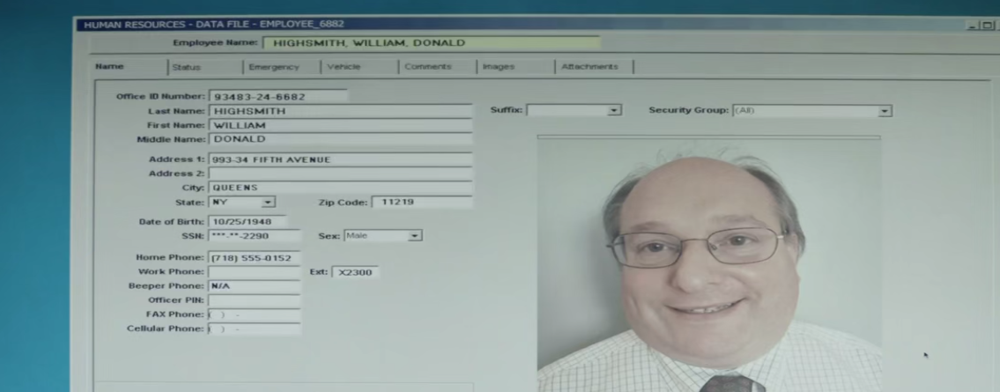 HUMAN RESOURCES - DATA FILE - EMPLOYEE_6882
Employee Name: HIGHSMITH, WILLIAM, DONALD
Name Status Emergency Vehicle Comments Images Attachments
Office ID Number: 93483-24-6682
Last Name: HIGHSMITH Suffix: Security Group: (All)
First Name: WILLIAM
Middle Name: DONALD
Address 1: 993-34 FIFTH AVENUE
Address 2:
City: QUEENS
State: NY Zip Code: 11219
Date of Birth: 10/25/1948
SSN: ***-**-2290 Sex: Male
Home Phone: (718) 555-0152
Work Phone: Ext: X2300
Beeper Phone: N/A
Officer PIN:
FAX Phone: ( ) -
Cellular Phone: ( ) -